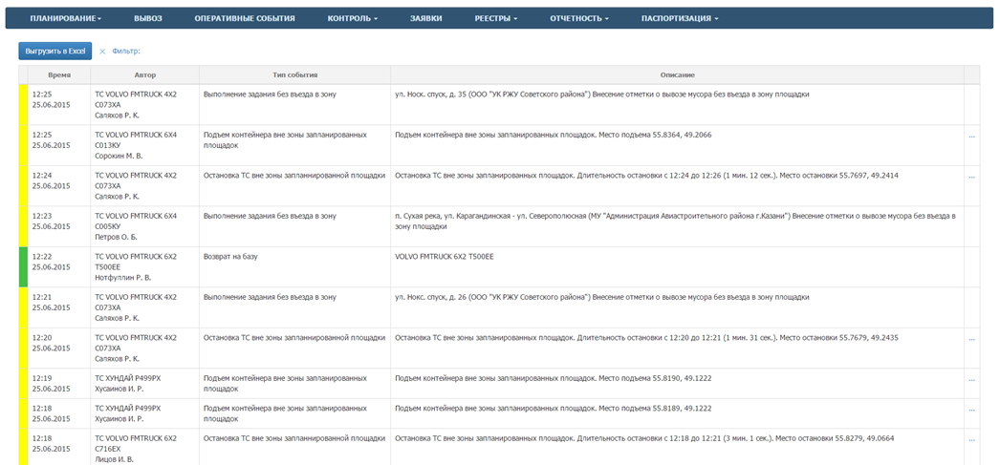 ПЛАНИРОВАНИЕ ВЫВОЗ ОПЕРАТИВНЫЕ СОБЫТИЯ КОНТРОЛЬ ЗАЯВКИ РЕЕСТРЫ ОТЧЕТНОСТЬ ПАСПОРТИЗАЦИЯ
Выгрузить в Excel × Фильтр:
Время Автор Тип события Описание
12:25 ТС VOLVO FMTRUCK 4X2 Выполнение задания без въезда в зону ул. Носк. спуск, д. 35 (ООО "УК РЖУ Советского района") Внесение отметки о вывозе мусора без въезда в зону площадки
25.06.2015 С073ХА
Саляхов Р. К.
12:25 ТС VOLVO FMTRUCK 6X4 Подъем контейнера вне зоны запланированных Подъем контейнера вне зоны запланированных площадок. Место подъема 55.8364, 49.2066 ...
25.06.2015 С013КУ площадок
Сорокин М. В.
12:24 ТС VOLVO FMTRUCK 4X2 Остановка ТС вне зоны запланнированной площадки Остановка ТС вне зоны запланированных площадок. Длительность остановки с 12:24 до 12:26 (1 мин. 12 сек.). Место остановки 55.7697, 49.2414 ...
25.06.2015 С073ХА
Саляхов Р. К.
12:23 ТС VOLVO FMTRUCK 6X4 Выполнение задания без въезда в зону п. Сухая река, ул. Карагандинская - ул. Северополюсная (МУ "Администрация Авиастроительного района г.Казани") Внесение отметки о вывозе мусора без въезда в
25.06.2015 С005КУ зону площадки
Петров О. Б.
12:22 ТС VOLVO FMTRUCK 6X2 Возврат на базу VOLVO FMTRUCK 6X2 Т500ЕЕ
25.06.2015 Т500ЕЕ
Нотфуллин Р. В.
12:21 ТС VOLVO FMTRUCK 4X2 Выполнение задания без въезда в зону ул. Нокс. спуск, д. 26 (ООО "УК РЖУ Советского района") Внесение отметки о вывозе мусора без въезда в зону площадки
25.06.2015 С073ХА
Саляхов Р. К.
12:20 ТС VOLVO FMTRUCK 4X2 Остановка ТС вне зоны запланнированной площадки Остановка ТС вне зоны запланированных площадок. Длительность остановки с 12:20 до 12:21 (1 мин. 31 сек.). Место остановки 55.7679, 49.2435 ...
25.06.2015 С073ХА
Саляхов Р. К.
12:19 ТС ХУНДАЙ Р499РХ Подъем контейнера вне зоны запланированных Подъем контейнера вне зоны запланированных площадок. Место подъема 55.8190, 49.1222 ...
25.06.2015 Хусаинов И. Р. площадок
12:18 ТС ХУНДАЙ Р499РХ Подъем контейнера вне зоны запланированных Подъем контейнера вне зоны запланированных площадок. Место подъема 55.8189, 49.1222 ...
25.06.2015 Хусаинов И. Р. площадок
12:18 ТС VOLVO FMTRUCK 6X2 Остановка ТС вне зоны запланнированной площадки Остановка ТС вне зоны запланированных площадок. Длительность остановки с 12:18 до 12:21 (3 мин. 1 сек.). Место остановки 55.8279, 49.0664 ...
25.06.2015 С716ЕХ
Лицов И. В.